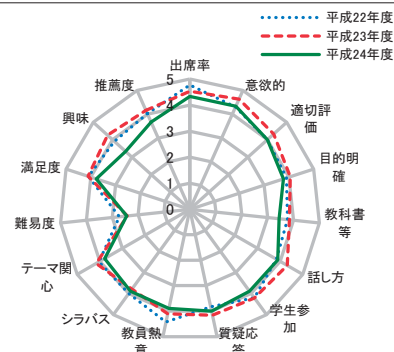 平成22年度
平成23年度
平成24年度
出席率
意欲的
適切評
価
目的明
確
教科書
等
話し方
学生参
加
質疑応
答
教員熱
意
シラバス
テーマ関
心
難易度
満足度
興味
推薦度
5
4
3
2
1
0